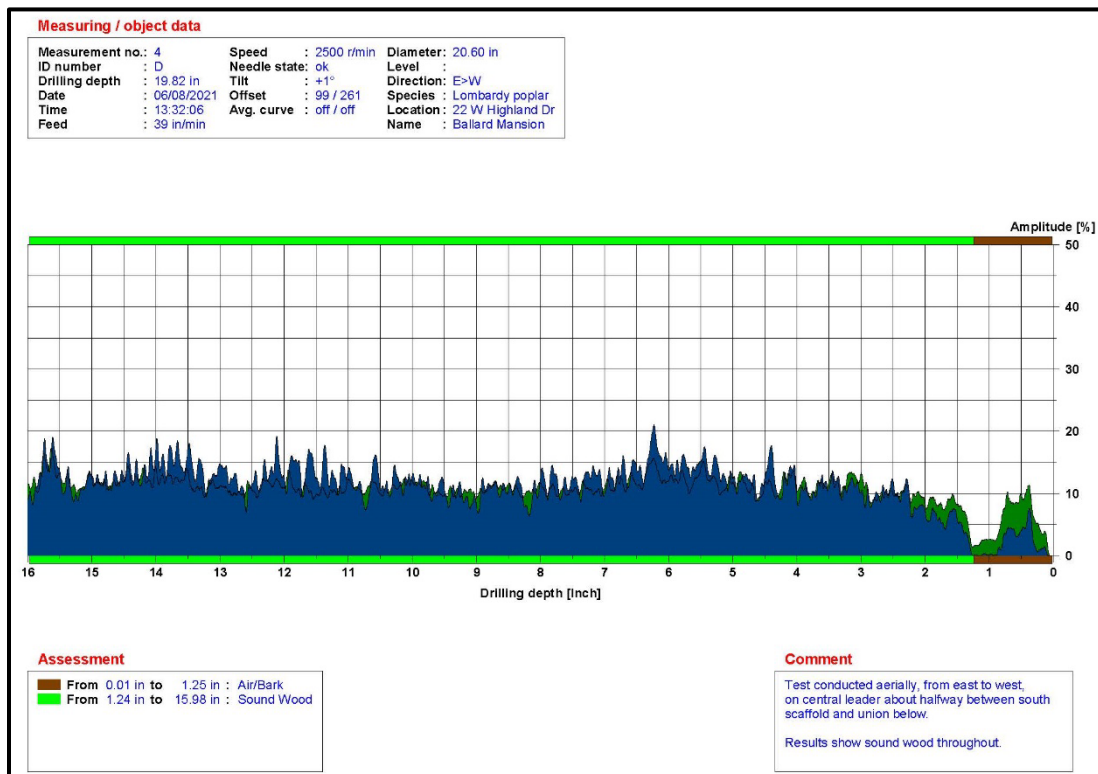 Measuring / object data
Measurement no.: 4 Speed : 2500 r/min Diameter: 20.60 in
ID number : D Needle state: ok Level :
Drilling depth : 19.82 in Tilt : +1° Direction: E>W
Date : 06/08/2021 Offset : 99 / 261 Species : Lombardy poplar
Time : 13:32:06 Avg. curve : off / off Location : 22 W Highland Dr
Feed : 39 in/min Name : Ballard Mansion
Amplitude [%]
50
40
30
20
10
0
16 15 14 13 12 11 10 9 8 7 6 5 4 3 2 1 0
Drilling depth [inch]
Assessment
From 0.01 in to 1.25 in : Air/Bark
From 1.24 in to 15.98 in : Sound Wood
Comment
Test conducted aerially, from east to west,
on central leader about halfway between south
scaffold and union below.
Results show sound wood throughout.